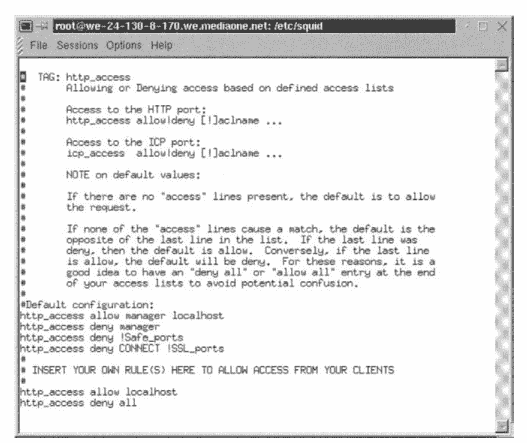 root@we-24-130-8-170.we.mediaone.net: /etc/squid
File Sessions Options Help
# TAG: http_access
# Allowing or Denying access based on defined access lists
#
# Access to the HTTP port:
# http_access allow|deny [!]aclname ...
#
# Access to the ICP port:
# icp_access allow|deny [!]aclname ...
#
# NOTE on default values:
#
# If there are no "access" lines present, the default is to allow
# the request.
#
# If none of the "access" lines cause a match, the default is the
# opposite of the last line in the list. If the last line was
# deny, then the default is allow. Conversely, if the last line
# is allow, the default will be deny. For these reasons, it is a
# good idea to have an "deny all" or "allow all" entry at the end
# of your access lists to avoid potential confusion.
#
#Default configuration:
http_access allow manager localhost
http_access deny manager
http_access deny !Safe_ports
http_access deny CONNECT !SSL_ports
#
# INSERT YOUR OWN RULE(S) HERE TO ALLOW ACCESS FROM YOUR CLIENTS
#
http_access allow localhost
http_access deny all